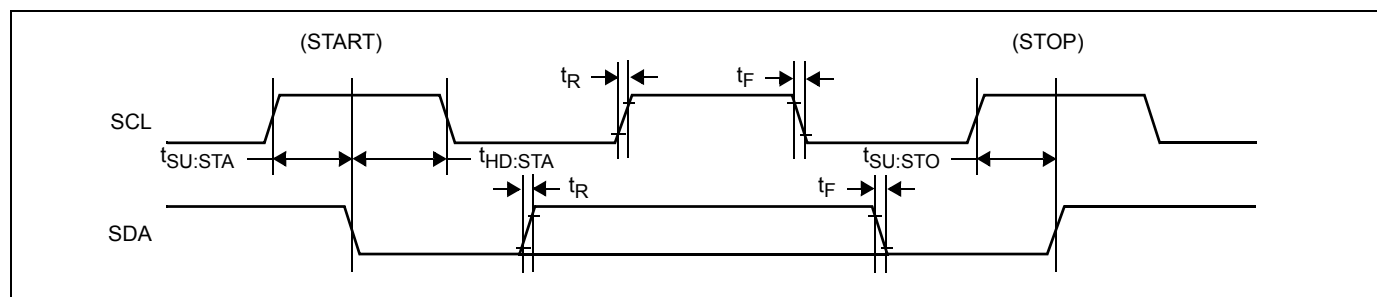 (START)
(STOP)
tR
tF
SCL
tSU:STA
tHD:STA
tSU:STO
tR
tF
SDA